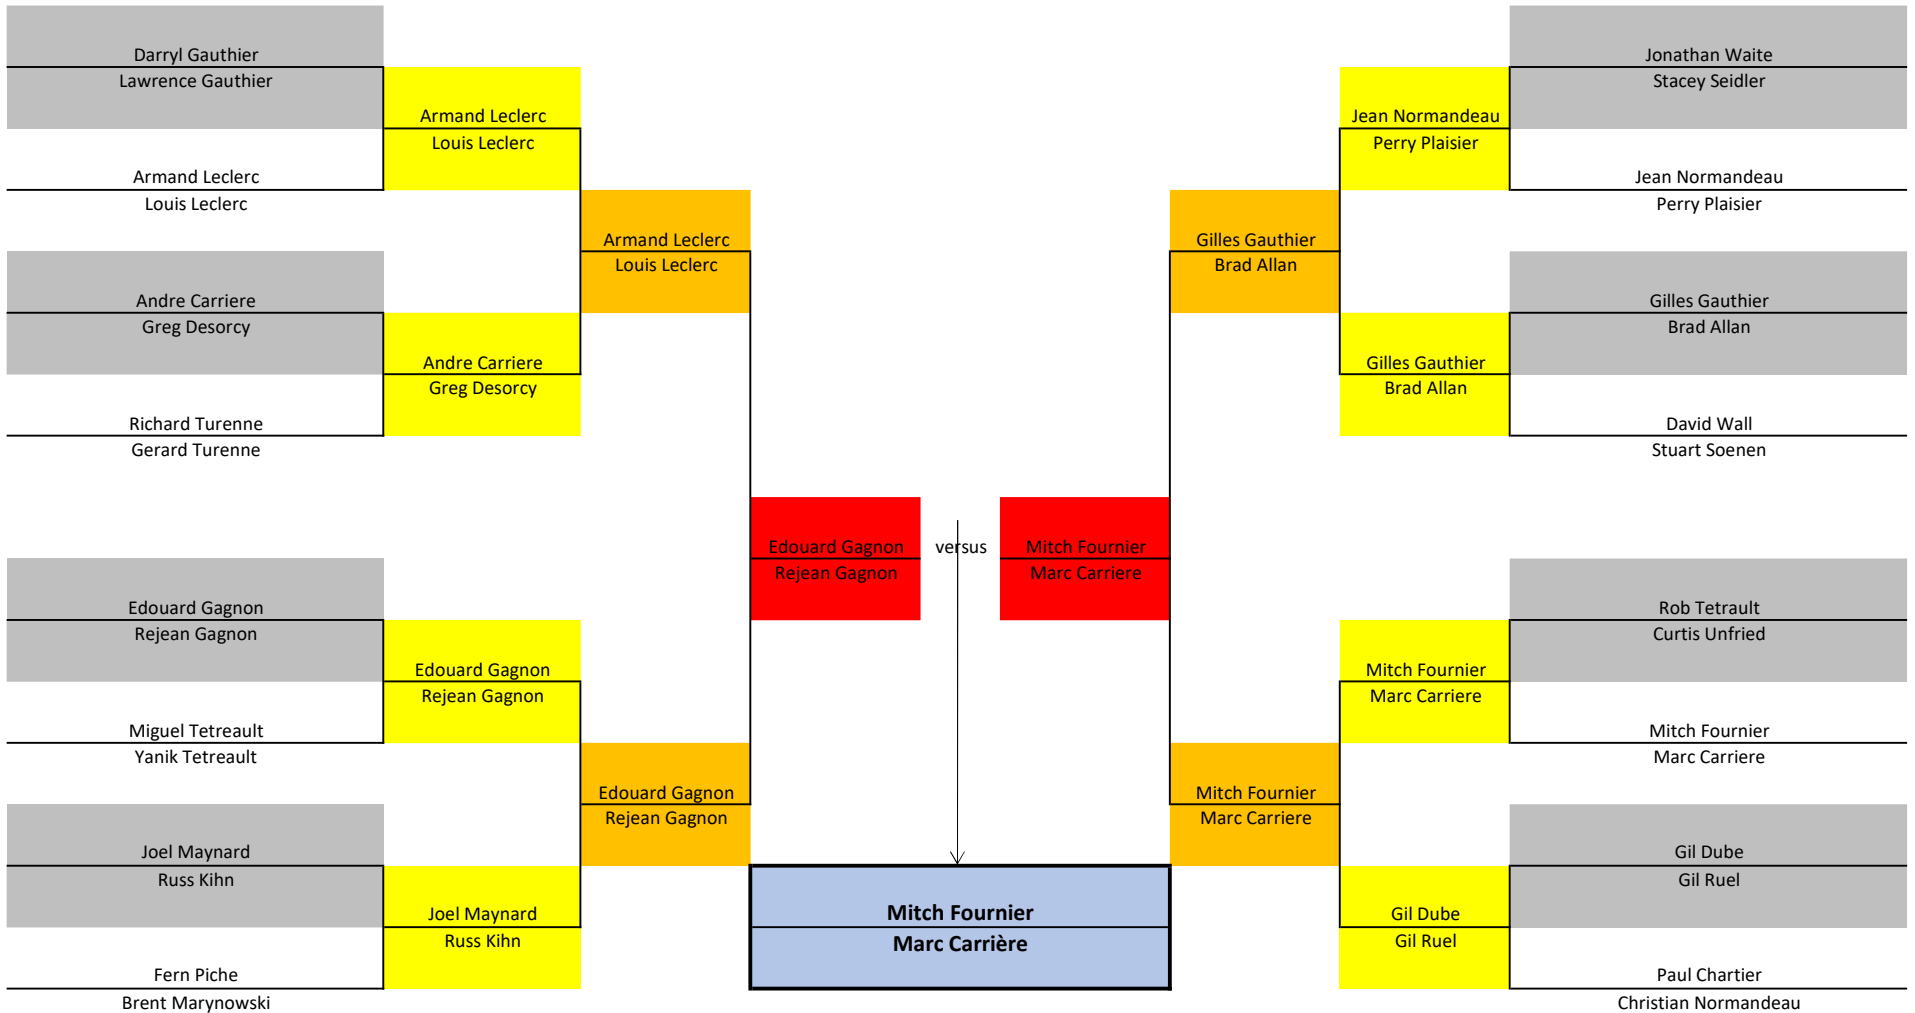 Darryl Gauthier
Lawrence Gauthier
Armand Leclerc
Louis Leclerc
Andre Carriere
Greg Desorcy
Richard Turenne
Gerard Turenne
Edouard Gagnon
Rejean Gagnon
Miguel Tetreault
Yanik Tetreault
Joel Maynard
Russ Kihn
Fern Piche
Brent Marynowski
Armand Leclerc
Louis Leclerc
Andre Carriere
Greg Desorcy
Edouard Gagnon
Rejean Gagnon
Joel Maynard
Russ Kihn
Armand Leclerc
Louis Leclerc
Edouard Gagnon
Rejean Gagnon
Edouard Gagnon
Rejean Gagnon
versus
Mitch Fournier
Marc Carriere
Mitch Fournier
Marc Carrière
Gilles Gauthier
Brad Allan
Mitch Fournier
Marc Carriere
Jean Normandeau
Perry Plaisier
Gilles Gauthier
Brad Allan
Mitch Fournier
Marc Carriere
Gil Dube
Gil Ruel
Jonathan Waite
Stacey Seidler
Jean Normandeau
Perry Plaisier
Gilles Gauthier
Brad Allan
David Wall
Stuart Soenen
Rob Tetrault
Curtis Unfried
Mitch Fournier
Marc Carriere
Gil Dube
Gil Ruel
Paul Chartier
Christian Normandeau